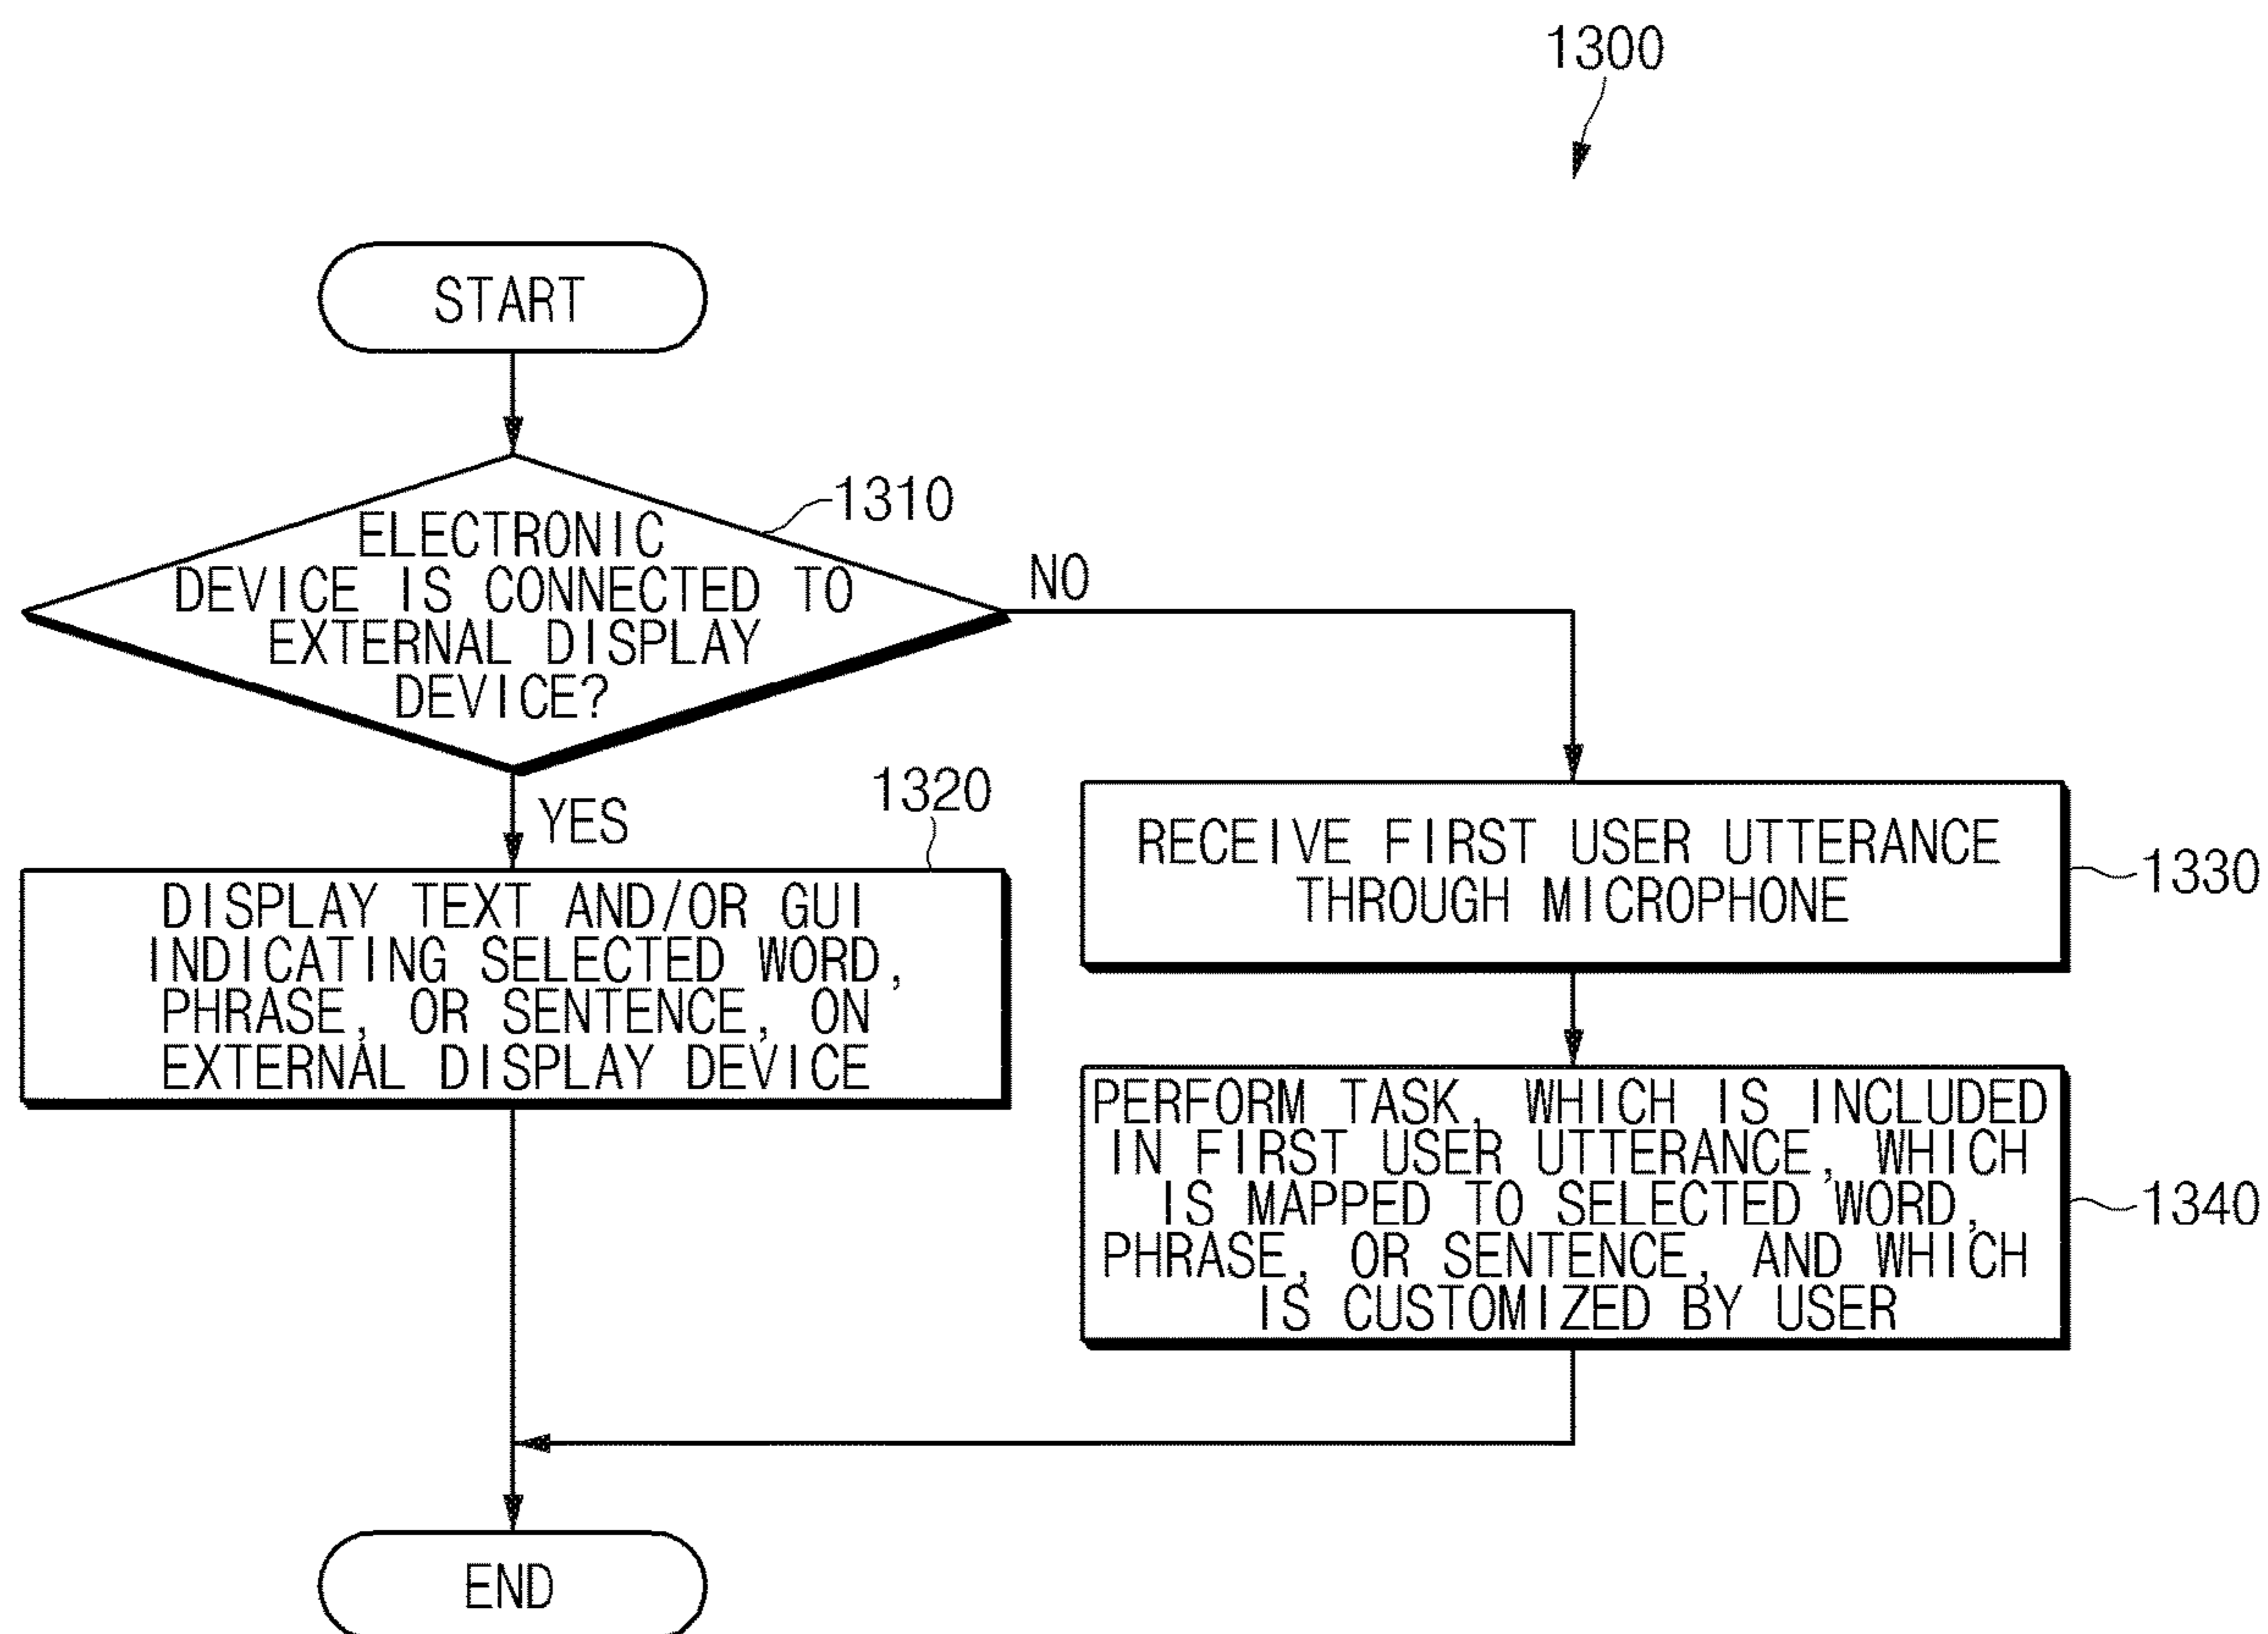 1300
START
1310
ELECTRONIC
DEVICE IS CONNECTED TO
EXTERNAL DISPLAY
DEVICE?
NO
YES
1320
DISPLAY TEXT AND/OR GUI
INDICATING SELECTED WORD,
PHRASE, OR SENTENCE, ON
EXTERNAL DISPLAY DEVICE
RECEIVE FIRST USER UTTERANCE
THROUGH MICROPHONE
1330
PERFORM TASK, WHICH IS INCLUDED
IN FIRST USER UTTERANCE, WHICH
IS MAPPED TO SELECTED WORD,
PHRASE, OR SENTENCE, AND WHICH
IS CUSTOMIZED BY USER
1340
END